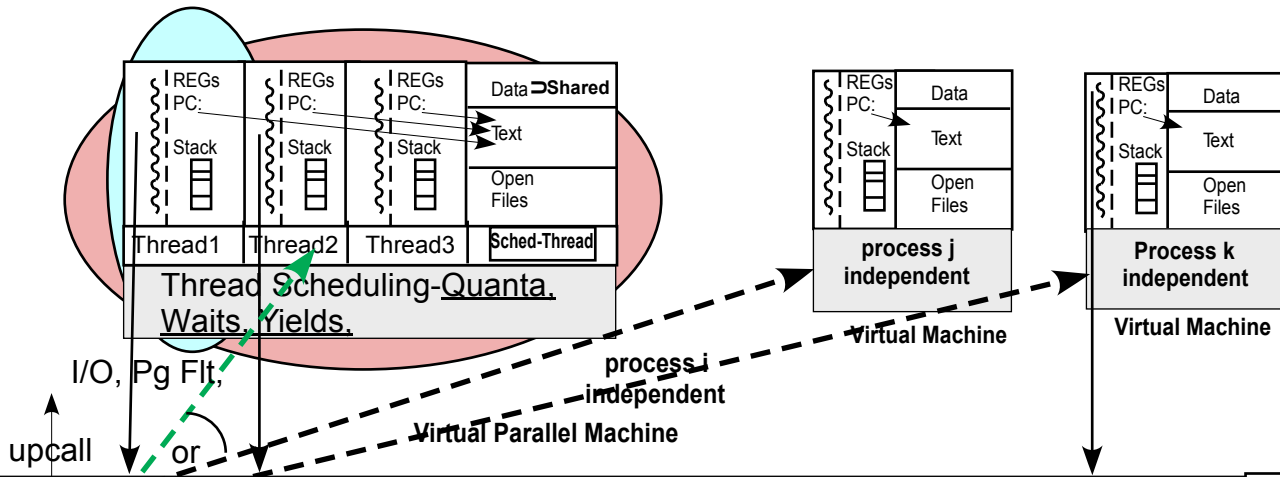 REGs
PC:
Stack
REGs
PC:
Stack
REGs
PC:
Stack
Data ⊃Shared
Text
Open
Files
Thread1
Thread2
Thread3
Sched-Thread
Thread Scheduling-Quanta,
Waits, Yields,
I/O, Pg Flt,
upcall
or
process i
independent
Virtual Parallel Machine
REGs
PC:
Stack
Data
Text
Open
Files
process j
independent
Virtual Machine
REGs
PC:
Stack
Data
Text
Open
Files
Process k
independent
Virtual Machine